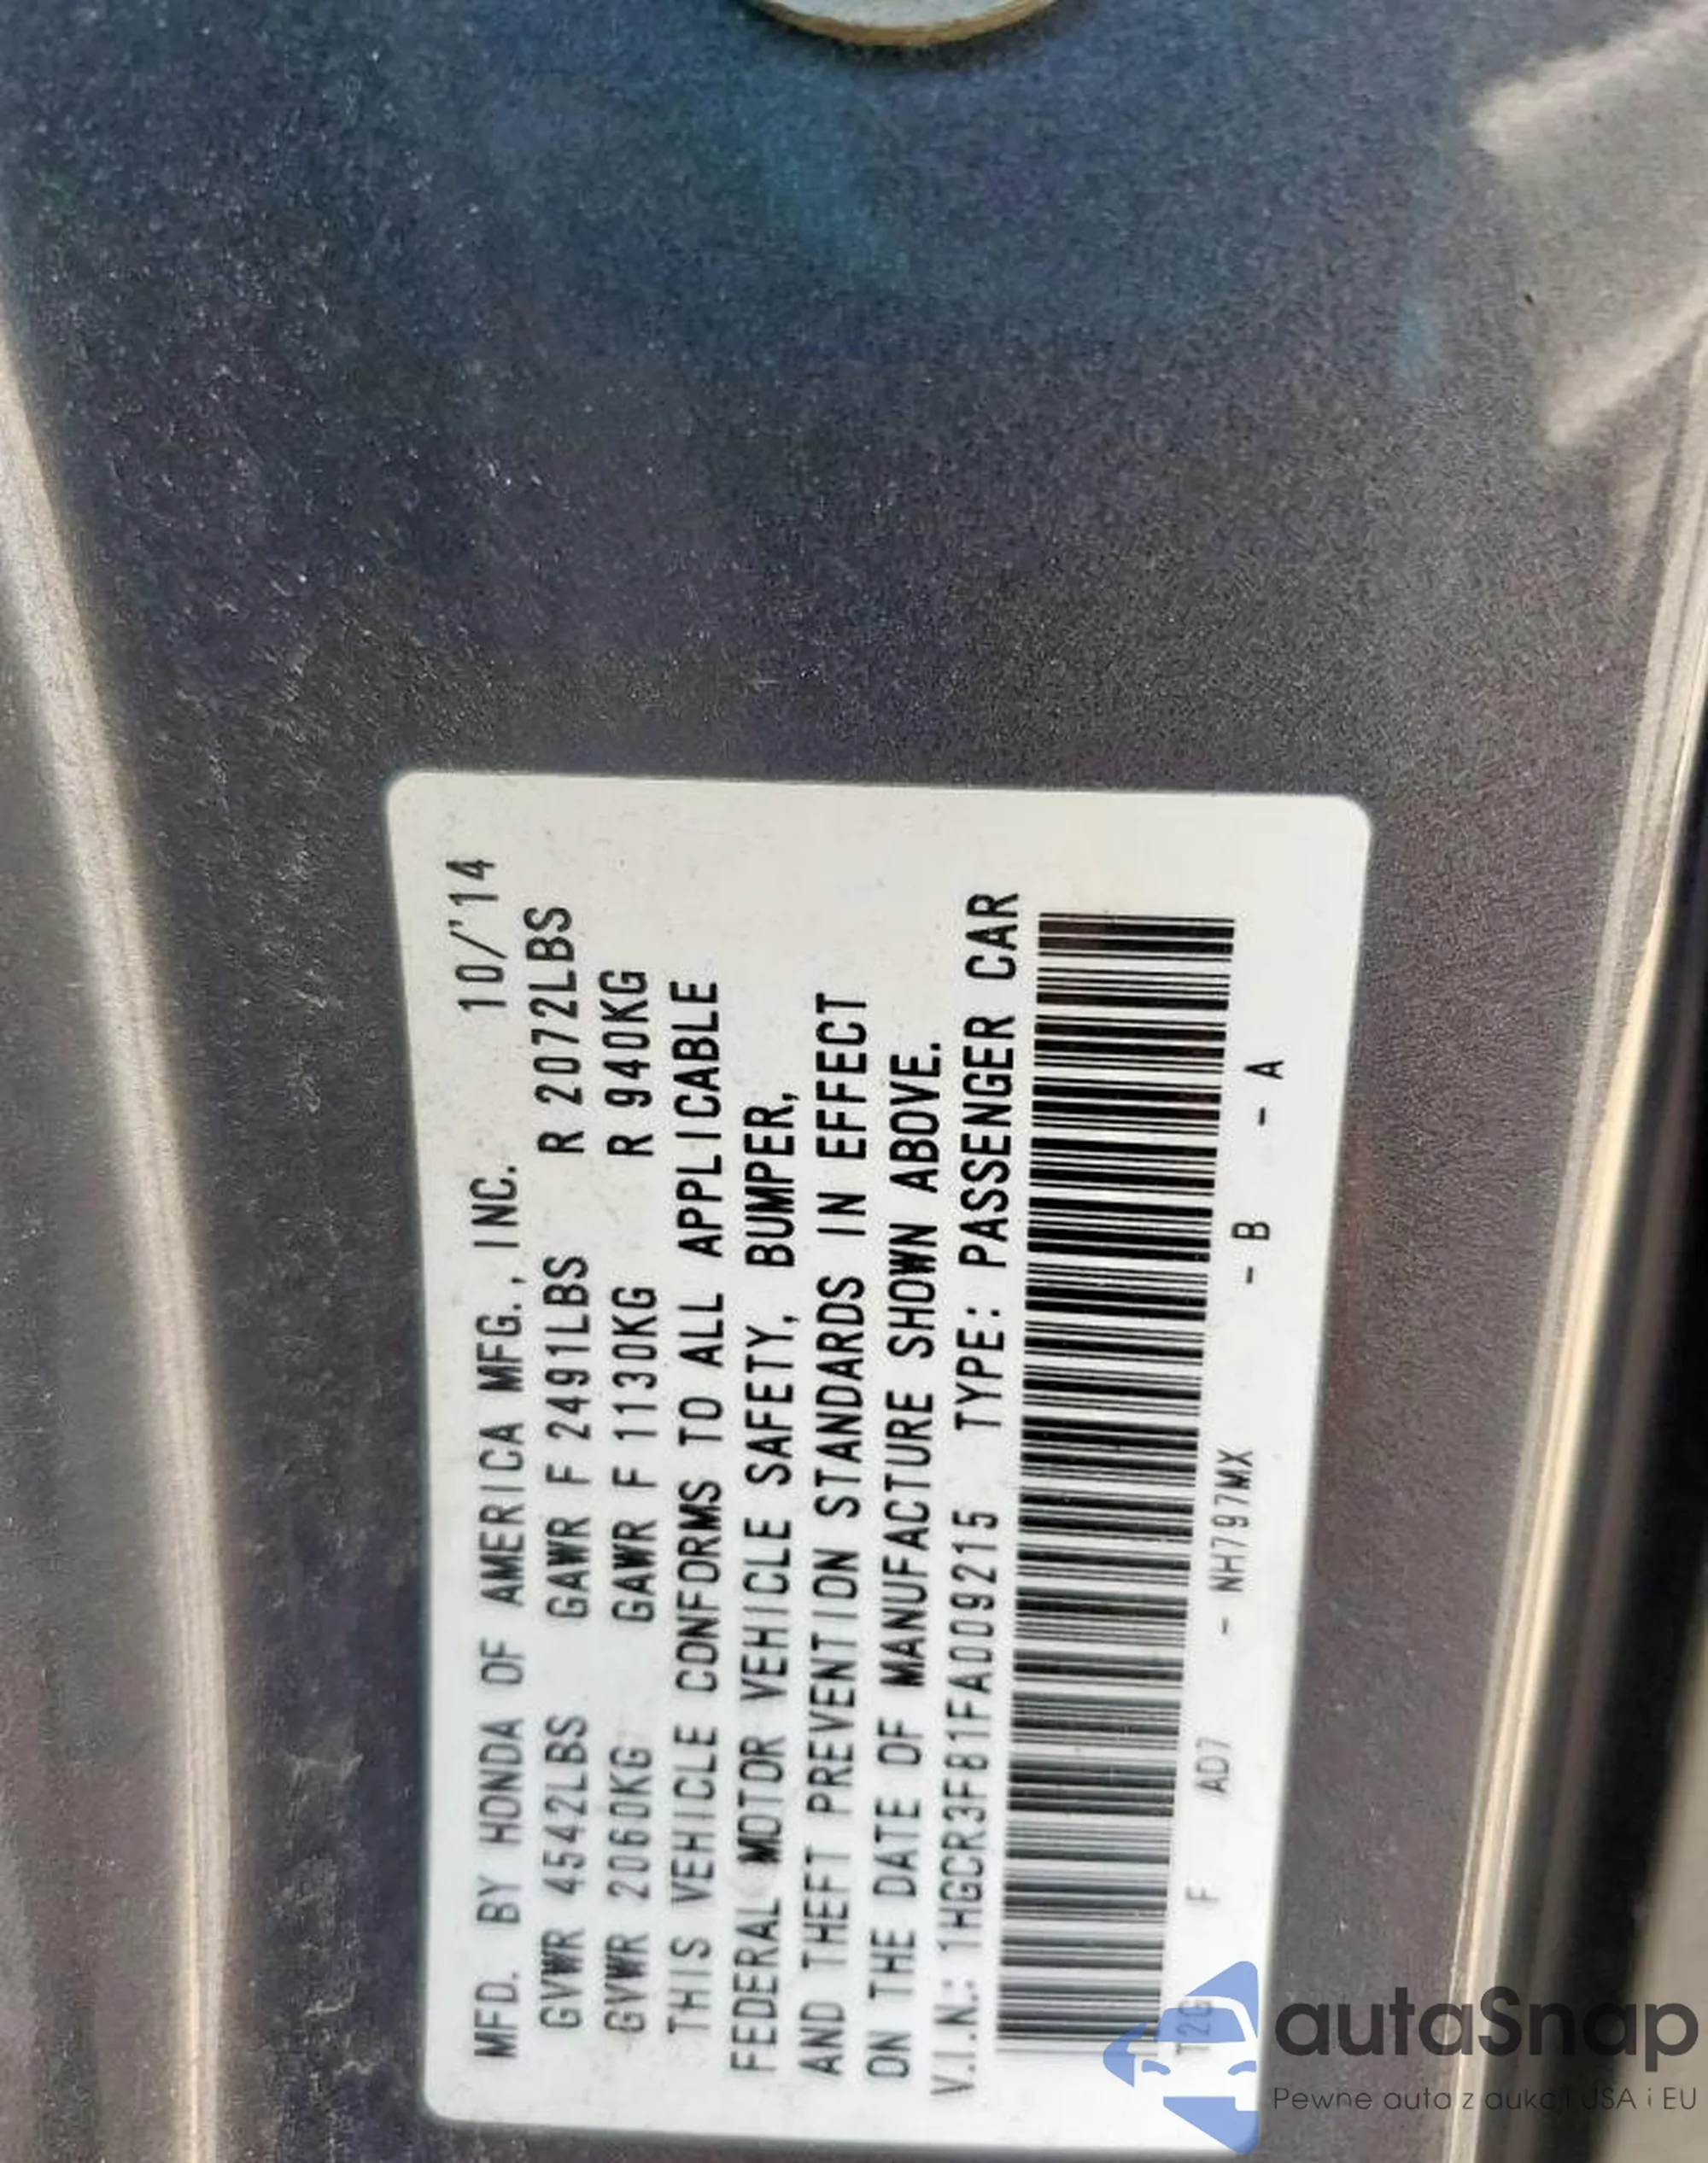 MFD. BY HONDA OF AMERICA MFG., INC. 10/'14
GVWR 4542LBS GAWR F 2491LBS R 2072LBS
GVWR 2060KG GAWR F 1130KG R 940KG
THIS VEHICLE CONFORMS TO ALL APPLICABLE
FEDERAL MOTOR VEHICLE SAFETY, BUMPER,
AND THEFT PREVENTION STANDARDS IN EFFECT
ON THE DATE OF MANUFACTURE SHOWN ABOVE.
V.I.N.: 1HGCR3F81FA009215 TYPE: PASSENGER CAR
T2G F AD7 - NH797MX - B - A
autaSnap
Pewne auta z aukcji USA i EU